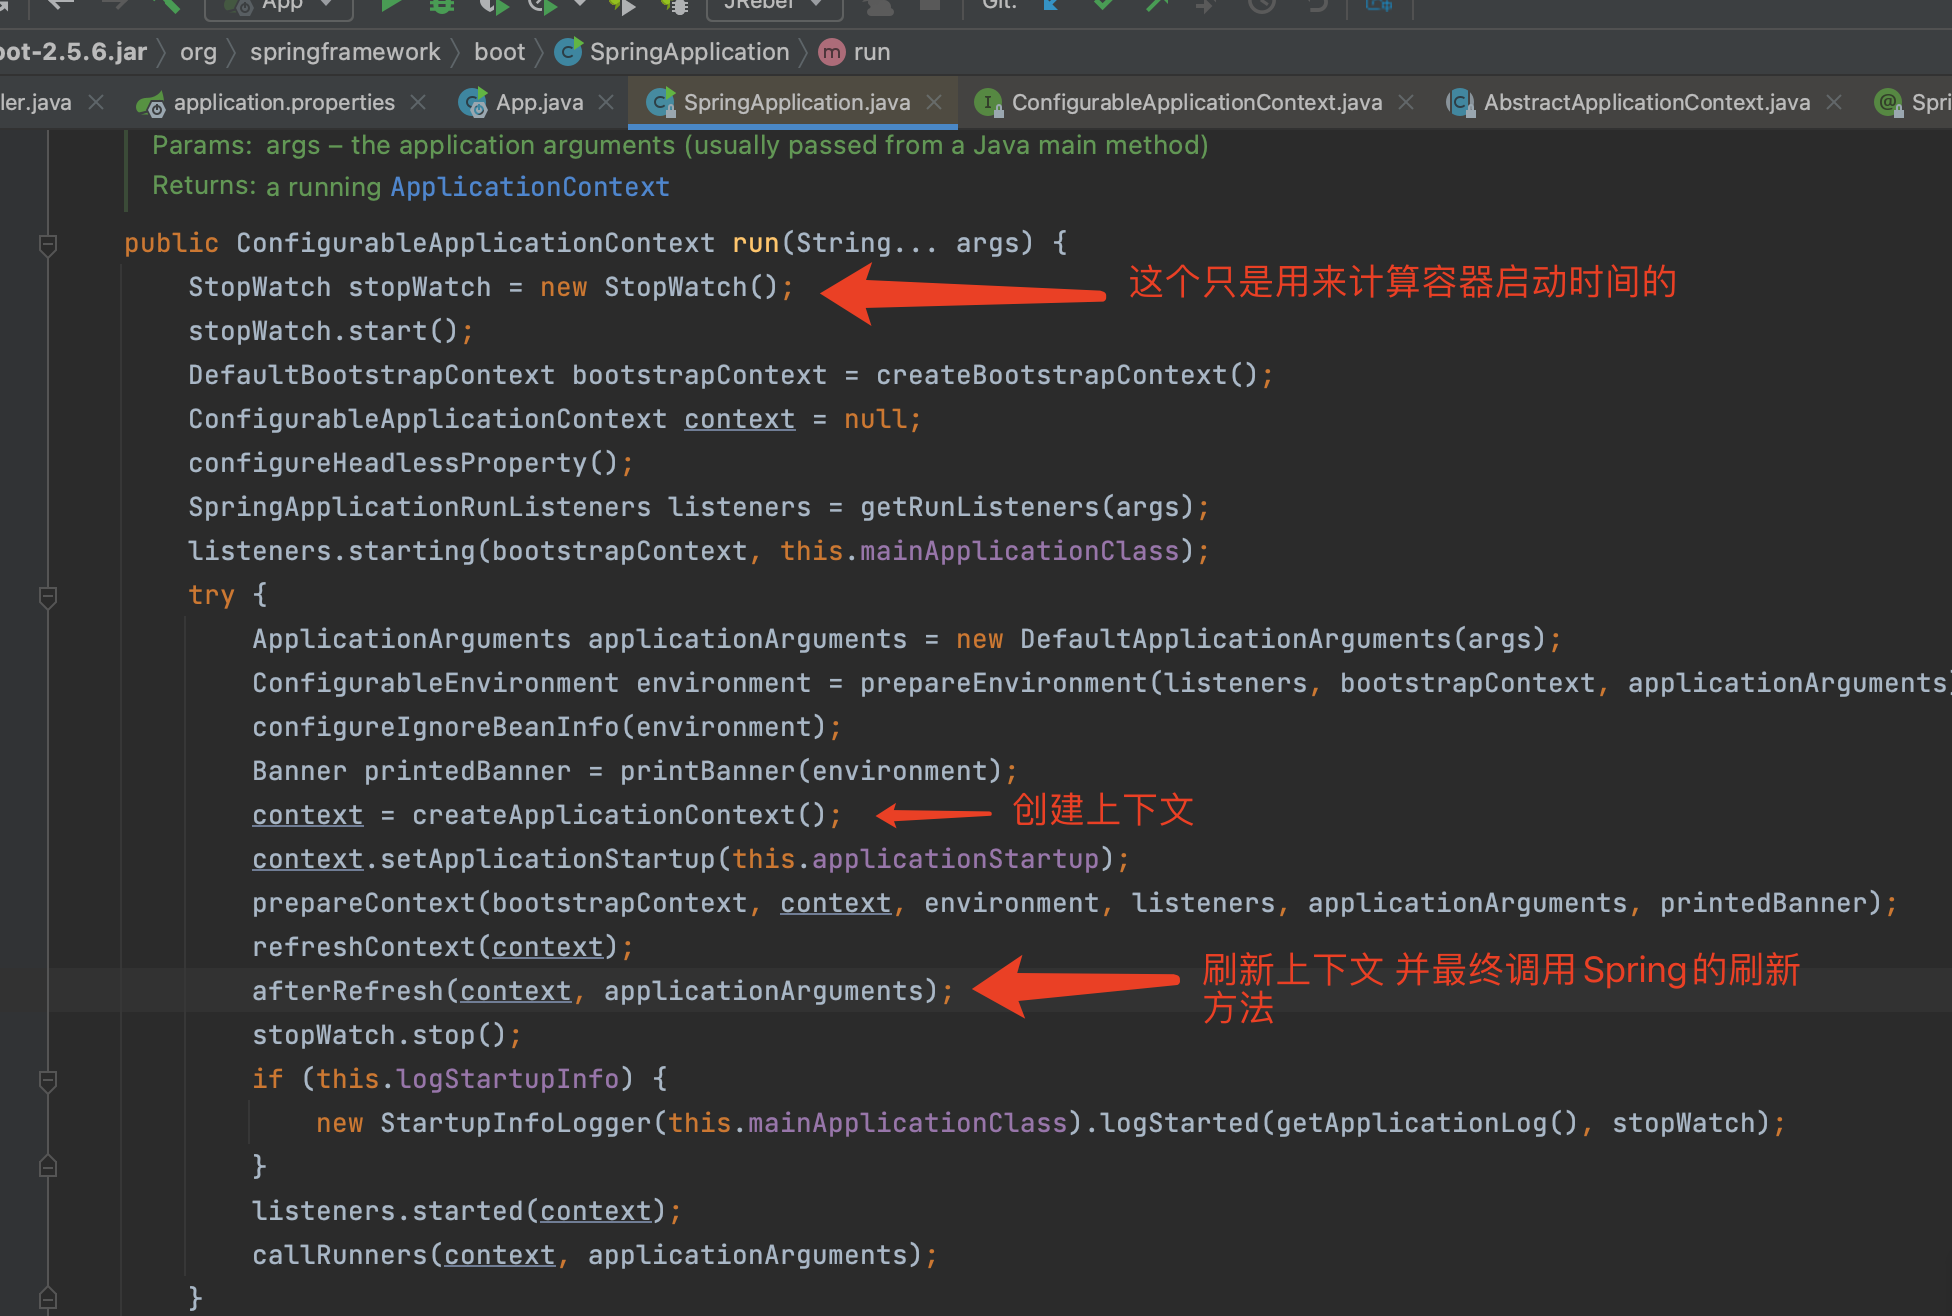 App JRebel Git:
oot-2.5.6.jar org springframework boot SpringApplication run
ler.java application.properties App.java SpringApplication.java ConfigurableApplicationContext.java AbstractApplicationContext.java Spri
Params: args – the application arguments (usually passed from a Java main method)
Returns: a running ApplicationContext
public ConfigurableApplicationContext run(String... args) {
StopWatch stopWatch = new StopWatch(); 这个只是用来计算容器启动时间的
stopWatch.start();
DefaultBootstrapContext bootstrapContext = createBootstrapContext();
ConfigurableApplicationContext context = null;
configureHeadlessProperty();
SpringApplicationRunListeners listeners = getRunListeners(args);
listeners.starting(bootstrapContext, this.mainApplicationClass);
try {
ApplicationArguments applicationArguments = new DefaultApplicationArguments(args);
ConfigurableEnvironment environment = prepareEnvironment(listeners, bootstrapContext, applicationArguments)
configureIgnoreBeanInfo(environment);
Banner printedBanner = printBanner(environment);
context = createApplicationContext(); 创建上下文
context.setApplicationStartup(this.applicationStartup);
prepareContext(bootstrapContext, context, environment, listeners, applicationArguments, printedBanner);
refreshContext(context);
afterRefresh(context, applicationArguments); 刷新上下文 并最终调用Spring的刷新
方法
stopWatch.stop();
if (this.logStartupInfo) {
new StartupInfoLogger(this.mainApplicationClass).logStarted(getApplicationLog(), stopWatch);
}
listeners.started(context);
callRunners(context, applicationArguments);
}